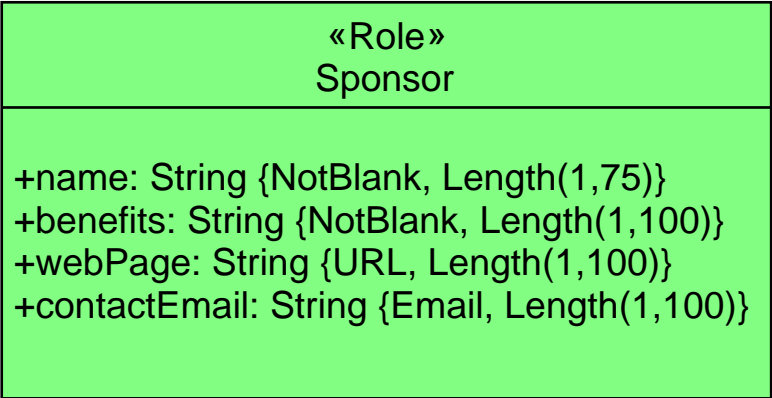 «Role»
Sponsor
+name: String {NotBlank, Length(1,75)}
+benefits: String {NotBlank, Length(1,100)}
+webPage: String {URL, Length(1,100)}
+contactEmail: String {Email, Length(1,100)}